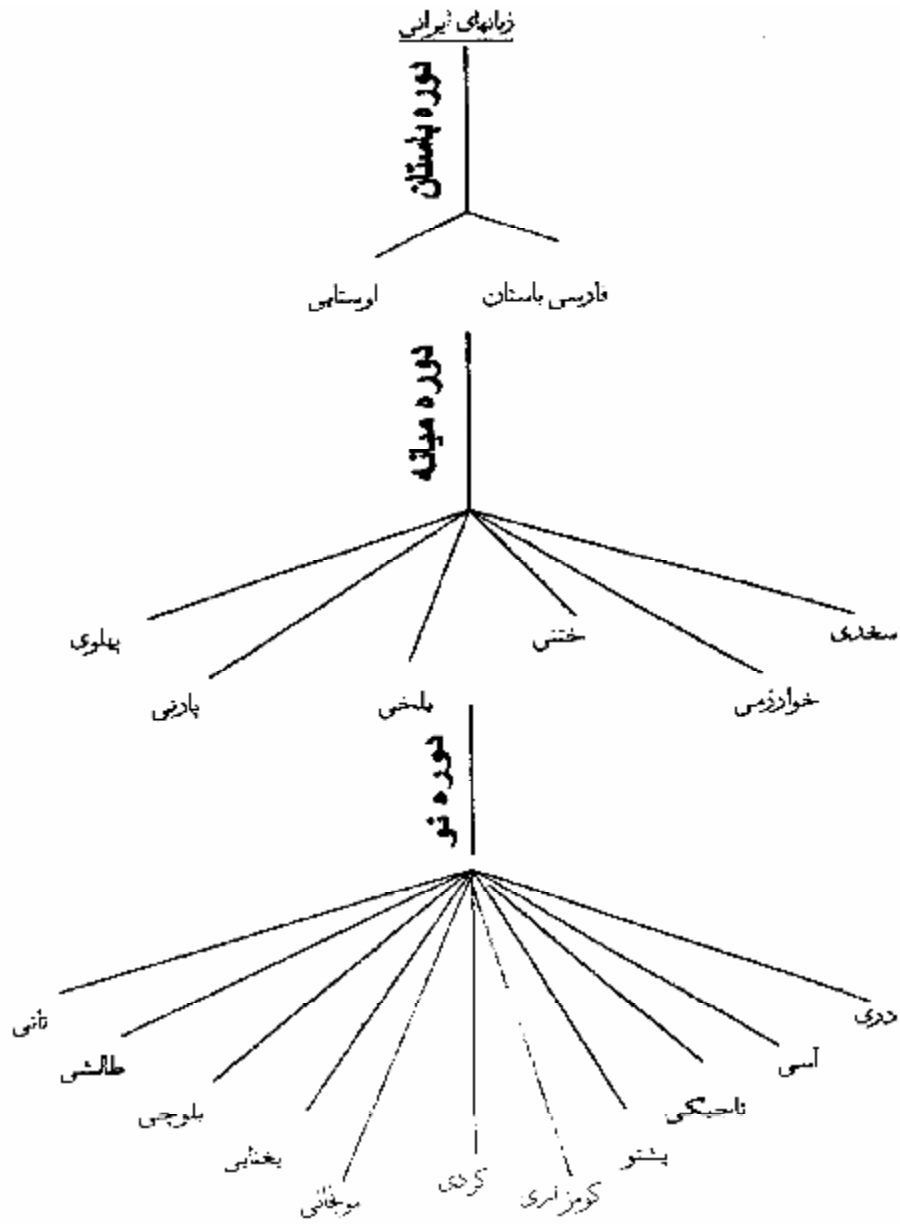 زبانهای ایرانی
دوره باستان
فارسی باستان
اوستایی
دوره میانه
سغدی
خوارزمی
ختنی
بلخی
پارتی
پهلوی
دوره نو
دری
آسی
تاجیکی
پشتو
کومزاری
کردی
مونجانی
یغنابی
بلوچی
طالشی
تاتی